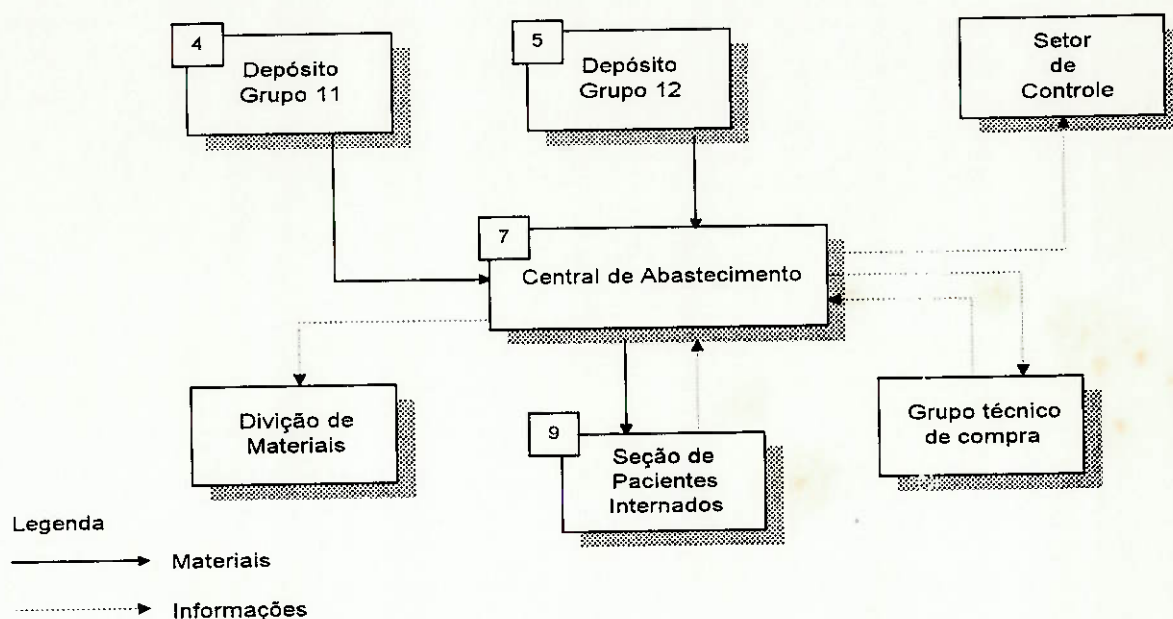 4
Depósito
Grupo 11
5
Depósito
Grupo 12
Setor
de
Controle
7
Central de Abastecimento
Divição de
Materiais
9
Seção de
Pacientes
Internados
Grupo técnico
de compra
Legenda
Materiais
Informações